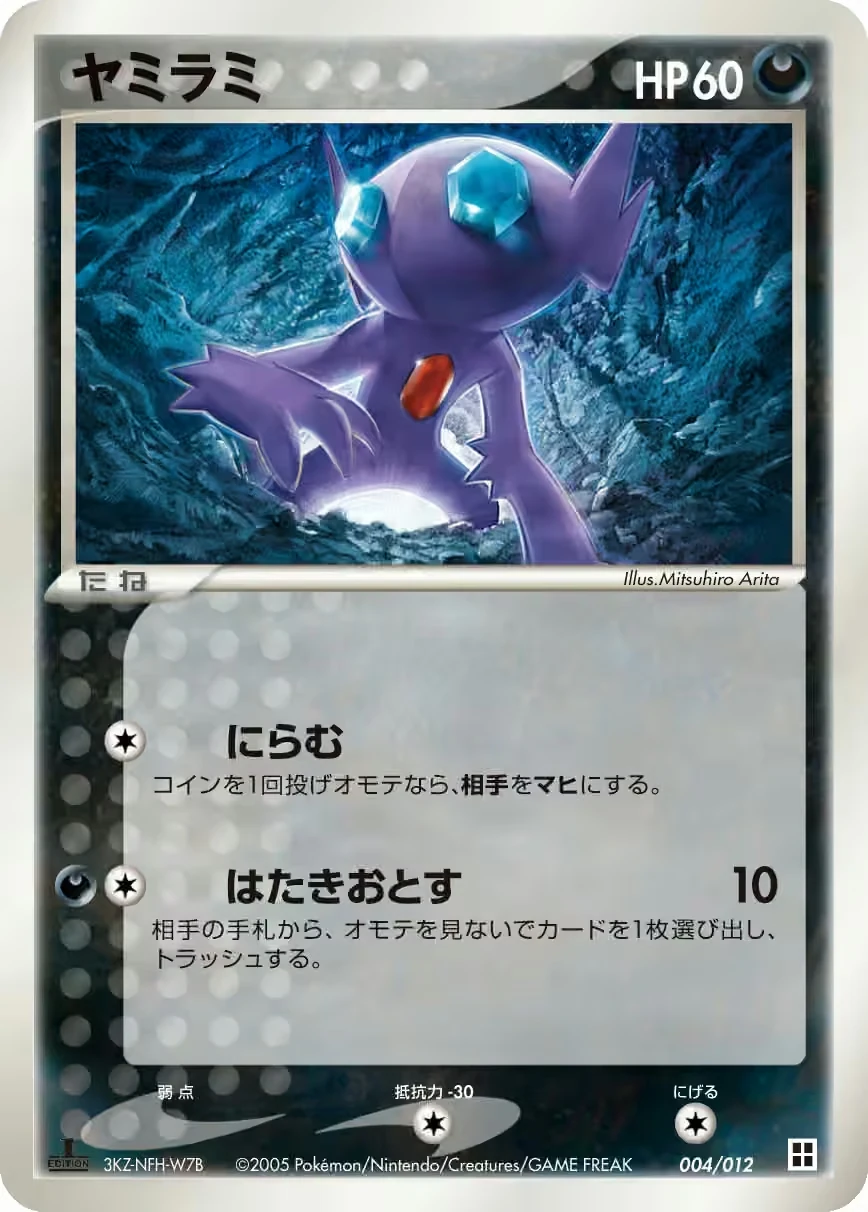 ヤミラミ
HP60
たね
Illus.Mitsuhiro Arita
にらむ
コインを1回投げオモテなら、相手をマヒにする。
はたきおとす 10
相手の手札から、オモテを見ないでカードを1枚選び出し、
トラッシュする。
弱点 抵抗力-30 にげる
1 EDITION 3KZ-NFH-W7B ©2005 Pokémon/Nintendo/Creatures/GAME FREAK 004/012